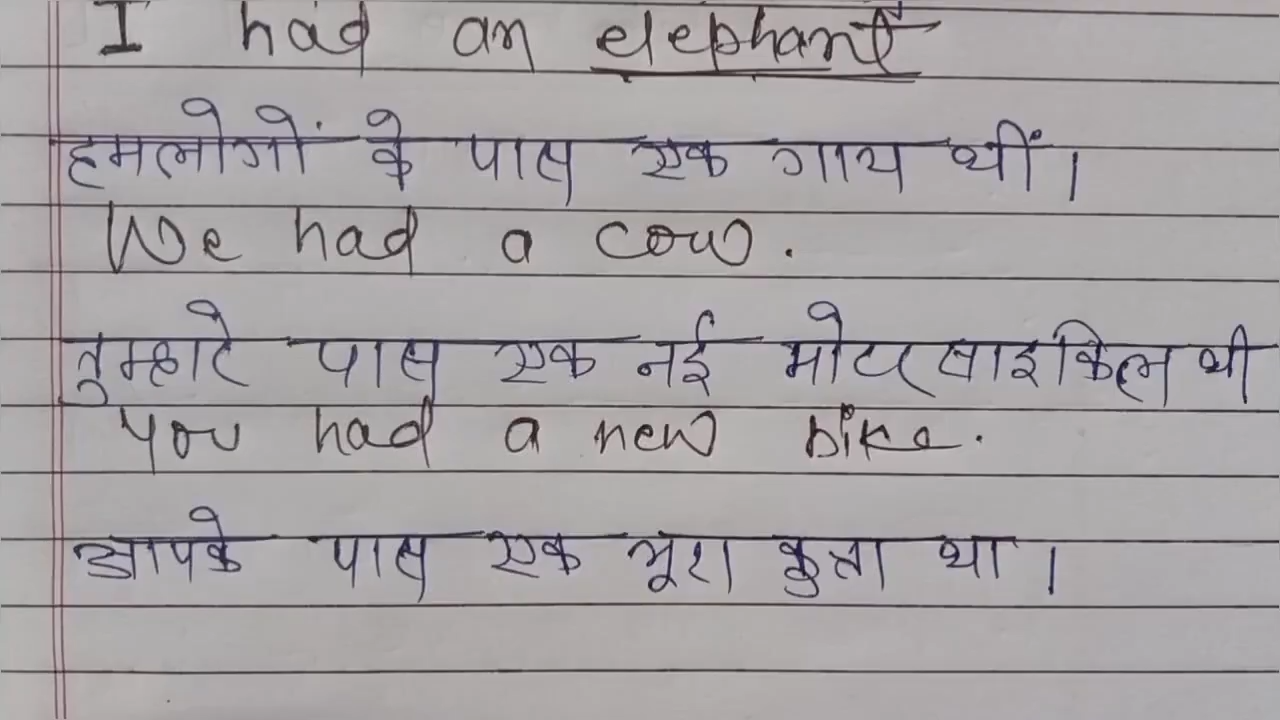 I had an elephant
हमलोगों के पास एक गाय थीं।
We had a cow.
तुम्हारे पास एक नई मोटरसाइकिल थी
you had a new bike.
आपके पास एक भूरा कुत्ता था।